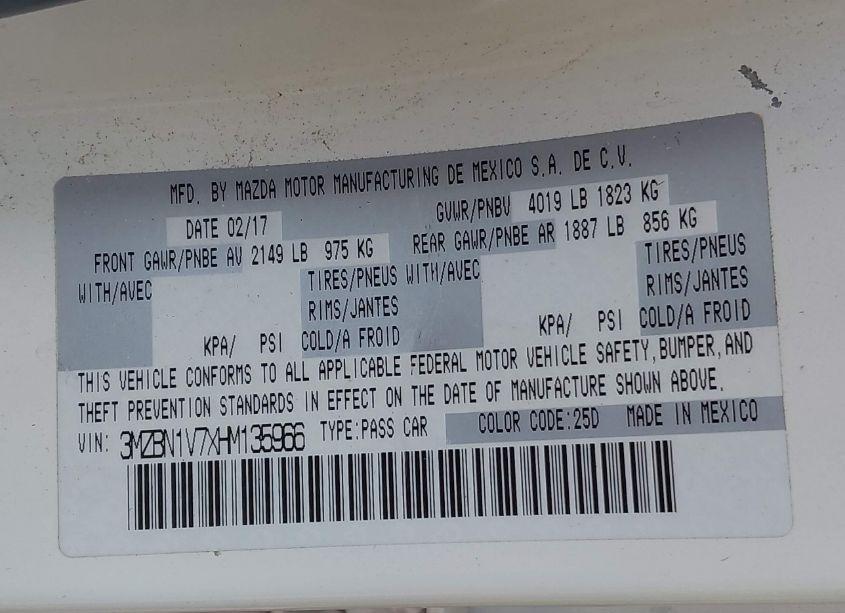 MFD. BY MAZDA MOTOR MANUFACTURING DE MEXICO S.A. DE C.V.
DATE 02/17 GVWR/PNBV 4019 LB 1823 KG
FRONT GAWR/PNBE AV 2149 LB 975 KG REAR GAWR/PNBE AR 1887 LB 856 KG
WITH/AVEC TIRES/PNEUS WITH/AVEC TIRES/PNEUS
RIMS/JANTES RIMS/JANTES
KPA/ PSI COLD/A FROID KPA/ PSI COLD/A FROID
THIS VEHICLE CONFORMS TO ALL APPLICABLE FEDERAL MOTOR VEHICLE SAFETY, BUMPER, AND
THEFT PREVENTION STANDARDS IN EFFECT ON THE DATE OF MANUFACTURE SHOWN ABOVE.
VIN: 3MZBN1V7XHM135966 TYPE:PASS CAR COLOR CODE:25D MADE IN MEXICO